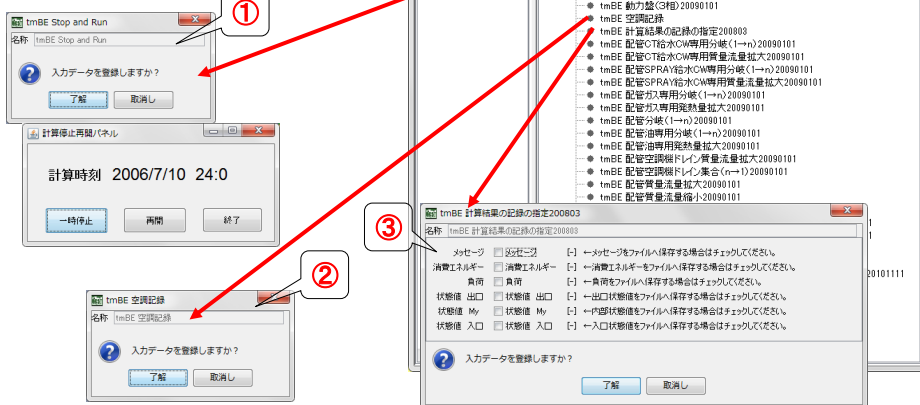 ①
tmBE Stop and Run
名称 tmBE Stop and Run
入力データを登録しますか？
了解 取消し
計算停止再開パネル
計算時刻 2006/7/10 24:0
一時停止 再開 終了
②
tmBE 空調記録
名称 tmBE 空調記録
入力データを登録しますか？
了解 取消し
tmBE 動力盤(3相)20090101
tmBE 空調記録
tmBE 計算結果の記録の指定200803
tmBE 配管CT給水CW専用分岐(1→n)20090101
tmBE 配管CT給水CW専用質量流量拡大20090101
tmBE 配管SPRAY給水CW専用分岐(1→n)20090101
tmBE 配管SPRAY給水CW専用質量流量拡大20090101
tmBE 配管ガス専用分岐(1→n)20090101
tmBE 配管ガス専用発熱量拡大20090101
tmBE 配管分岐(1→n)20090101
tmBE 配管油専用分岐(1→n)20090101
tmBE 配管油専用発熱量拡大20090101
tmBE 配管空調機ドレイン質量流量拡大20090101
tmBE 配管空調機ドレイン集合(n→1)20090101
tmBE 配管質量流量拡大20090101
tmBE 配管質量流量縮小20090101
1
1
20101111
③
tmBE 計算結果の記録の指定200803
名称 tmBE 計算結果の記録の指定200803
メッセージ メッセージ [-] ←メッセージをファイルへ保存する場合はチェックしてください。
消費エネルギー 消費エネルギー [-] ←消費エネルギーをファイルへ保存する場合はチェックしてください。
負荷 負荷 [-] ←負荷をファイルへ保存する場合はチェックしてください。
状態値 出口 状態値 出口 [-] ←出口状態値をファイルへ保存する場合はチェックしてください。
状態値 My 状態値 My [-] ←内部状態値をファイルへ保存する場合はチェックしてください。
状態値 入口 状態値 入口 [-] ←入口状態値をファイルへ保存する場合はチェックしてください。
入力データを登録しますか？
了解 取消し